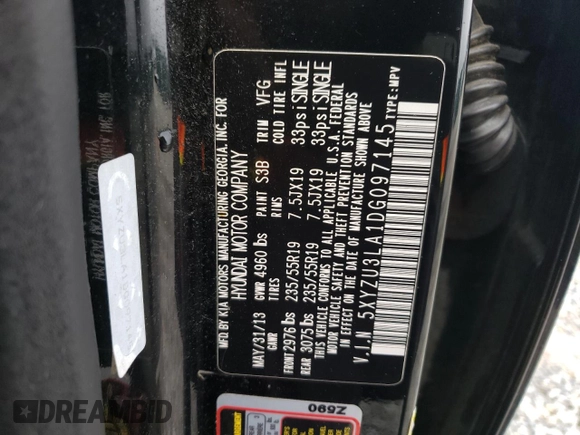 MFG.BY KIA MOTORS MANUFACTURING GEORGIA, INC. FOR
HYUNDAI MOTOR COMPANY
MAY/31/13 GVWR 4960 lbs PAINT S3B TRIM VFG
GAWR TIRES RIMS COLD TIRE INFL
FRONT 2976 lbs 235/55R19 7.5JX19 33psi SINGLE
REAR 3075 lbs 235/55R19 7.5JX19 33psi SINGLE
THIS VEHICLE CONFORMS TO ALL APPLICABLE U.S.A. FEDERAL
MOTOR VEHICLE SAFETY AND THEFT PREVENTION STANDARDS
IN EFFECT ON THE DATE OF MANUFACTURE SHOWN ABOVE
V.I.N 5XYZU3LA1DG097145 TYPE:MPV
Z590
DREAMBID